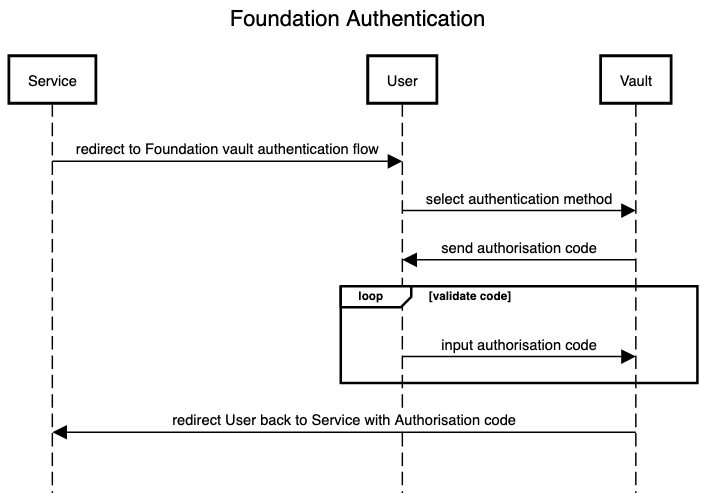 Foundation Authentication
Service
User
Vault
redirect to Foundation vault authentication flow
select authentication method
send authorisation code
loop
[validate code]
input authorisation code
redirect User back to Service with Authorisation code